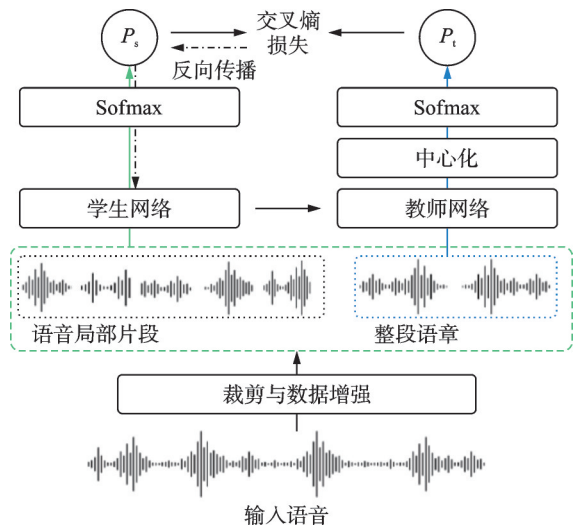 Ps
交叉熵
损失
Pt
反向传播
Sofmax
Sofmax
中心化
学生网络
教师网络
语音局部片段
整段语章
裁剪与数据增强
输入语音